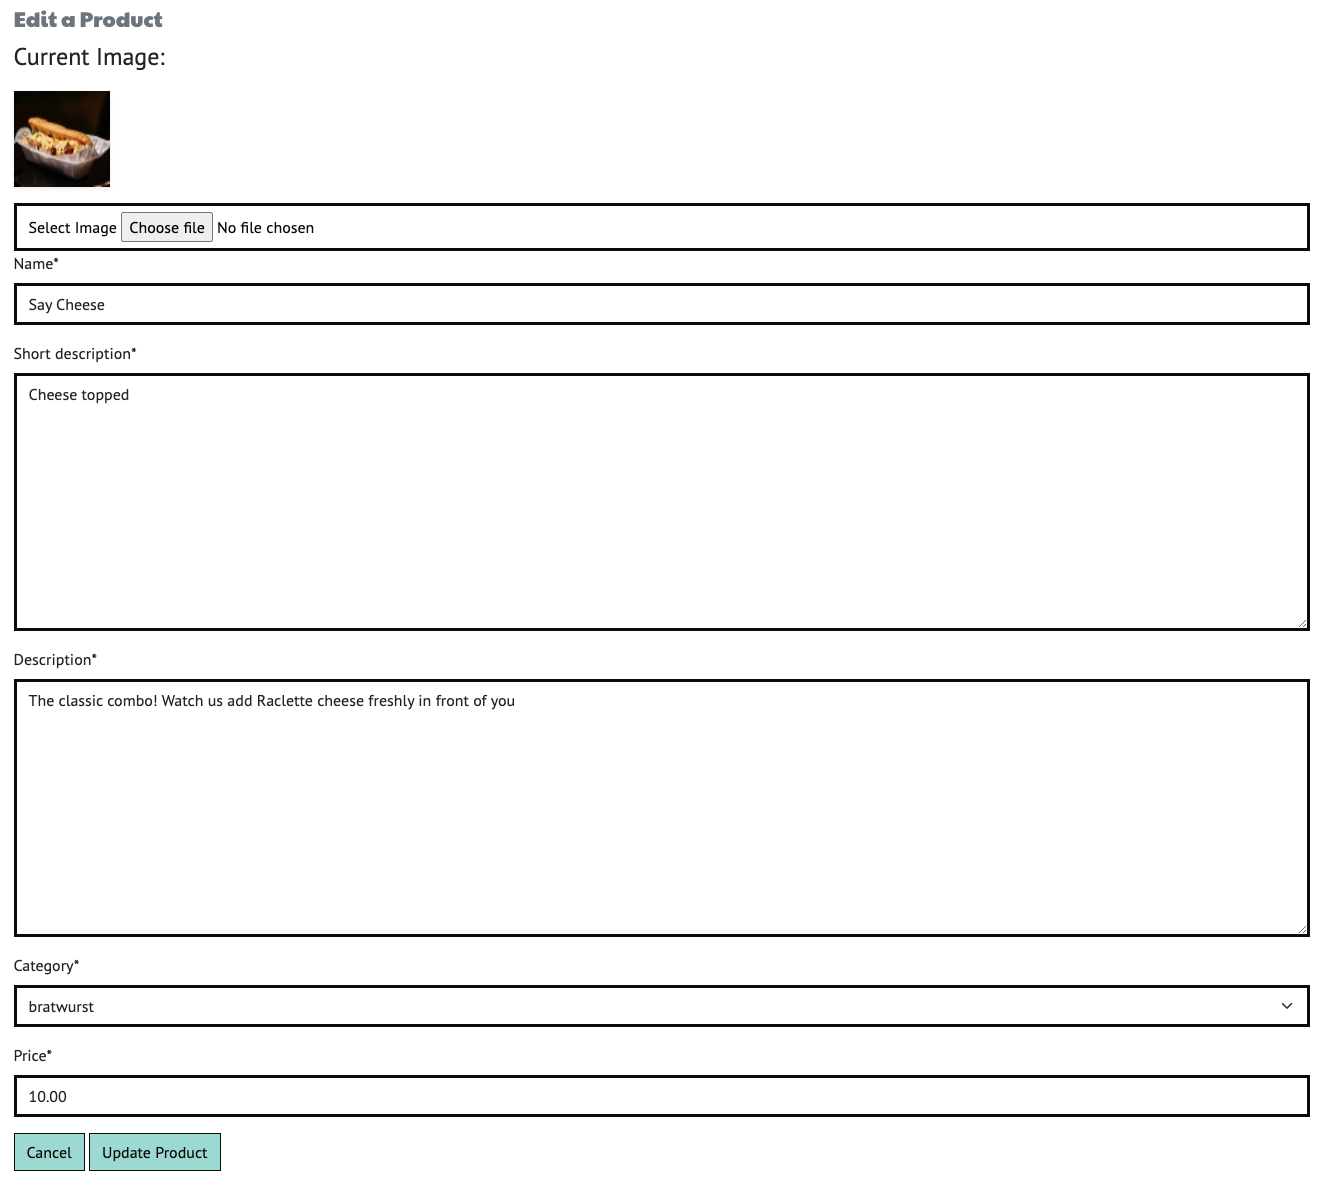 Edit a Product
Current Image:
Select Image Choose file No file chosen
Name*
Say Cheese
Short description*
Cheese topped
Description*
The classic combo! Watch us add Raclette cheese freshly in front of you
Category*
bratwurst
Price*
10.00
Cancel Update Product